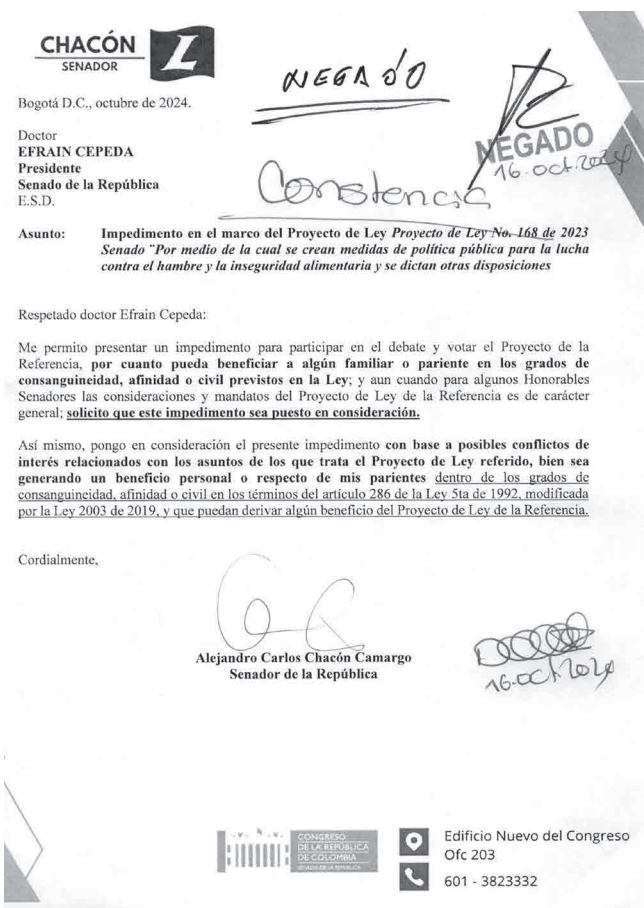 CHACÓN
SENADOR
L
NEGADO
NEGADO
16-oct-2024
Constencia
Bogotá D.C., octubre de 2024.
Doctor
EFRAIN CEPEDA
Presidente
Senado de la República
E.S.D.
Asunto: Impedimento en el marco del Proyecto de Ley Proyecto de Ley No. 168 de 2023
Senado ¨Por medio de la cual se crean medidas de política pública para la lucha
contra el hambre y la inseguridad alimentaria y se dictan otras disposiciones
Respetado doctor Efrain Cepeda:
Me permito presentar un impedimento para participar en el debate y votar el Proyecto de la
Referencia, por cuanto pueda beneficiar a algún familiar o pariente en los grados de
consanguineidad, afinidad o civil previstos en la Ley; y aun cuando para algunos Honorables
Senadores las consideraciones y mandatos del Proyecto de Ley de la Referencia es de carácter
general; solicito que este impedimento sea puesto en consideración.
Así mismo, pongo en consideración el presente impedimento con base a posibles conflictos de
interés relacionados con los asuntos de los que trata el Proyecto de Ley referido, bien sea
generando un beneficio personal o respecto de mis parientes dentro de los grados de
consanguineidad, afinidad o civil en los términos del artículo 286 de la Ley 5ta de 1992, modificada
por la Ley 2003 de 2019, y que puedan derivar algún beneficio del Proyecto de Ley de la Referencia.
Cordialmente,
Alejandro Carlos Chacón Camargo
Senador de la República
16-oct-2024
CONGRESO
DE LA REPÚBLICA
DE COLOMBIA
Edificio Nuevo del Congreso
Ofc 203
601 - 3823332